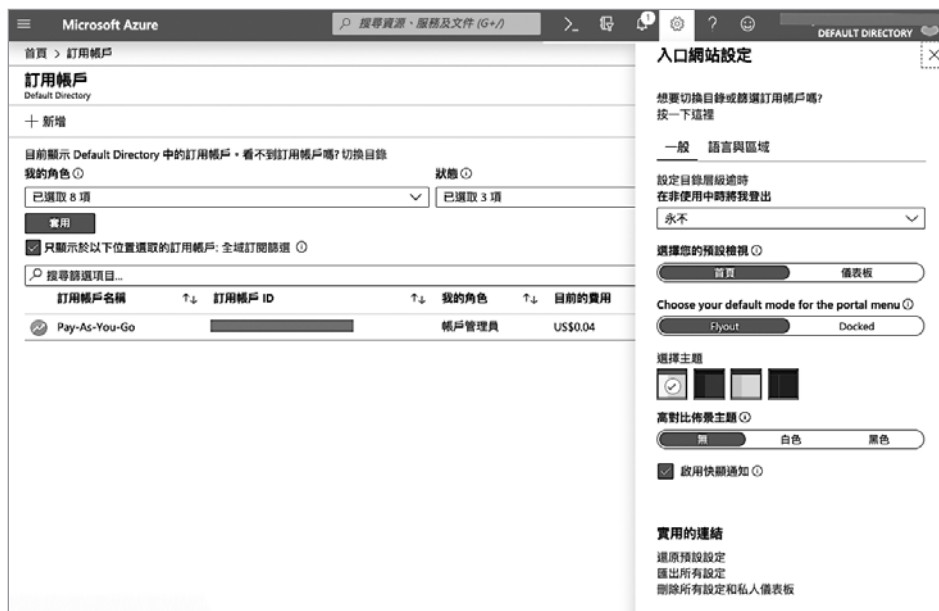 Microsoft Azure
搜尋資源、服務及文件 (G+/)
1
DEFAULT DIRECTORY
首頁 > 訂用帳戶
訂用帳戶
Default Directory
新增
目前顯示 Default Directory 中的訂用帳戶。看不到訂用帳戶嗎? 切換目錄
我的角色
狀態
已選取 8 項
已選取 3 項
套用
只顯示於以下位置選取的訂用帳戶: 全域訂閱篩選
搜尋篩選項目...
訂用帳戶名稱 訂用帳戶 ID 我的角色 目前的費用
Pay-As-You-Go 帳戶管理員 US$0.04
入口網站設定
想要切換目錄或篩選訂用帳戶嗎?
按一下這裡
一般 語言與區域
設定目錄層級逾時
在非使用中時將我登出
永不
選擇您的預設檢視
首頁 儀表板
Choose your default mode for the portal menu
Flyout Docked
選擇主題
高對比佈景主題
無 白色 黑色
啟用快顯通知
實用的連結
還原預設設定
匯出所有設定
刪除所有設定和私人儀表板